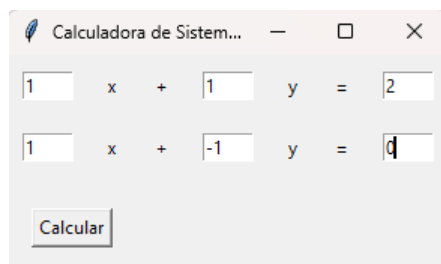 Calculadora de Sistem...
1 x + 1 y = 2
1 x + -1 y = 0
Calcular